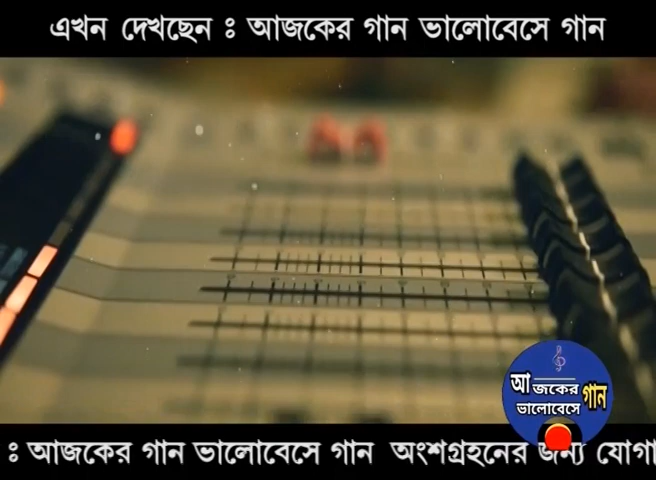 এখন দেখছেন ঃ আজকের গান ভালোবেসে গান
আজকের
ভালোবেসে
গান
ঃ আজকের গান ভালোবেসে গান অংশগ্রহনের জন্য যোগা